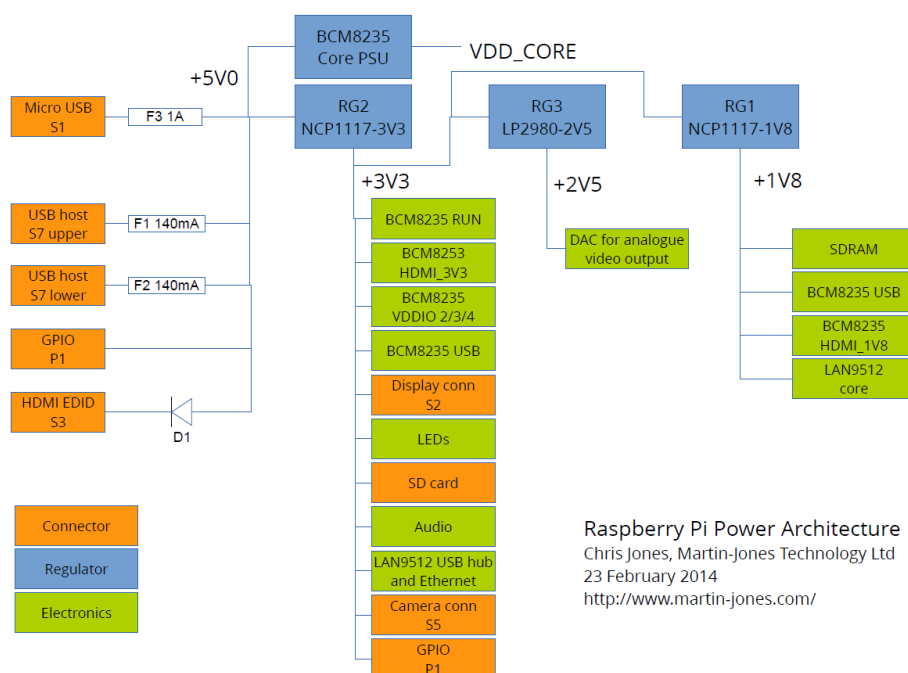 BCM8235
Core PSU
VDD_CORE
+5V0
Micro USB
S1
F3 1A
RG2
NCP1117-3V3
RG3
LP2980-2V5
RG1
NCP1117-1V8
+3V3
+2V5
+1V8
USB host
S7 upper
F1 140mA
BCM8235 RUN
DAC for analogue
video output
SDRAM
USB host
S7 lower
F2 140mA
BCM8253
HDMI_3V3
BCM8235 USB
BCM8235
VDDIO 2/3/4
BCM8235
HDMI_1V8
GPIO
P1
BCM8235 USB
LAN9512
core
HDMI EDID
S3
D1
Display conn
S2
LEDs
SD card
Audio
LAN9512 USB hub
and Ethernet
Camera conn
S5
GPIO
P1
Connector
Regulator
Electronics
Raspberry Pi Power Architecture
Chris Jones, Martin-Jones Technology Ltd
23 February 2014
http://www.martin-jones.com/